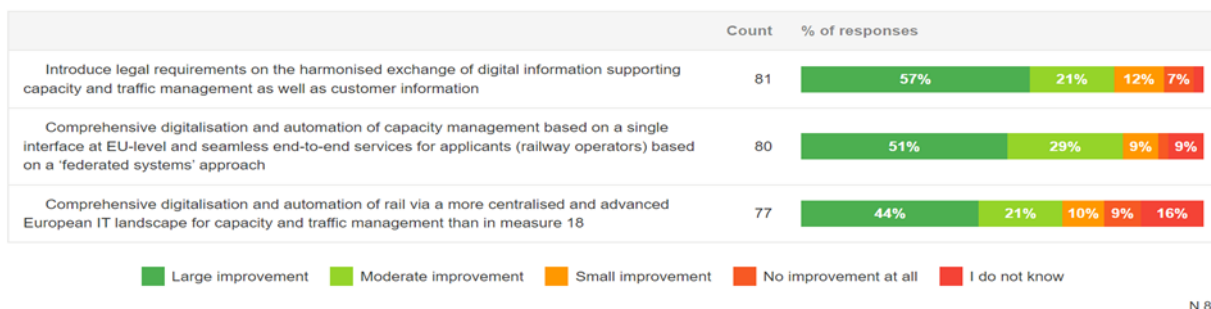 Count % of responses
Introduce legal requirements on the harmonised exchange of digital information supporting
capacity and traffic management as well as customer information
81
57% 21% 12% 7%
Comprehensive digitalisation and automation of capacity management based on a single
interface at EU-level and seamless end-to-end services for applicants (railway operators) based
on a ‘federated systems’ approach
80
51% 29% 9% 9%
Comprehensive digitalisation and automation of rail via a more centralised and advanced
European IT landscape for capacity and traffic management than in measure 18
77
44% 21% 10% 9% 16%
Large improvement Moderate improvement Small improvement No improvement at all I do not know